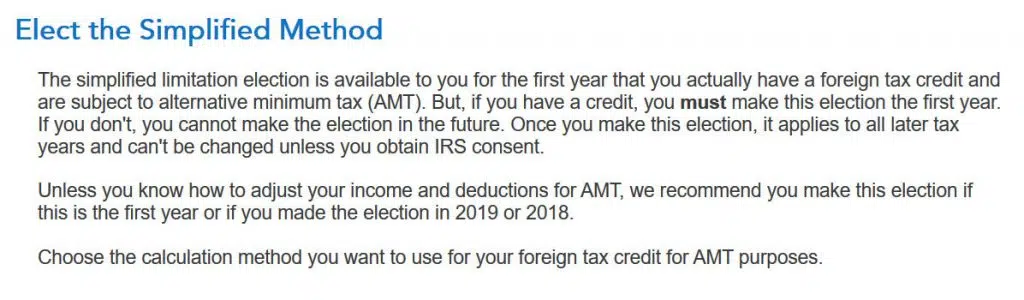 Elect the Simplified Method
The simplified limitation election is available to you for the first year that you actually have a foreign tax credit and
are subject to alternative minimum tax (AMT). But, if you have a credit, you must make this election the first year.
If you don't, you cannot make the election in the future. Once you make this election, it applies to all later tax
years and can't be changed unless you obtain IRS consent.
Unless you know how to adjust your income and deductions for AMT, we recommend you make this election if
this is the first year or if you made the election in 2019 or 2018.
Choose the calculation method you want to use for your foreign tax credit for AMT purposes.